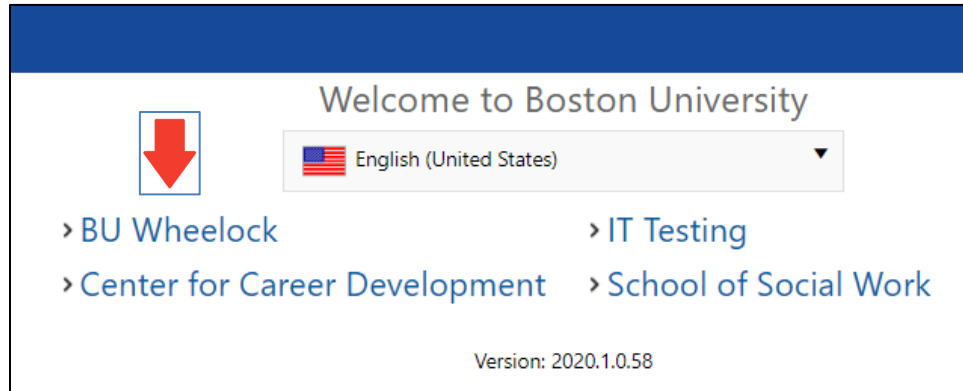 Welcome to Boston University
English (United States)
BU Wheelock
IT Testing
Center for Career Development
School of Social Work
Version: 2020.1.0.58